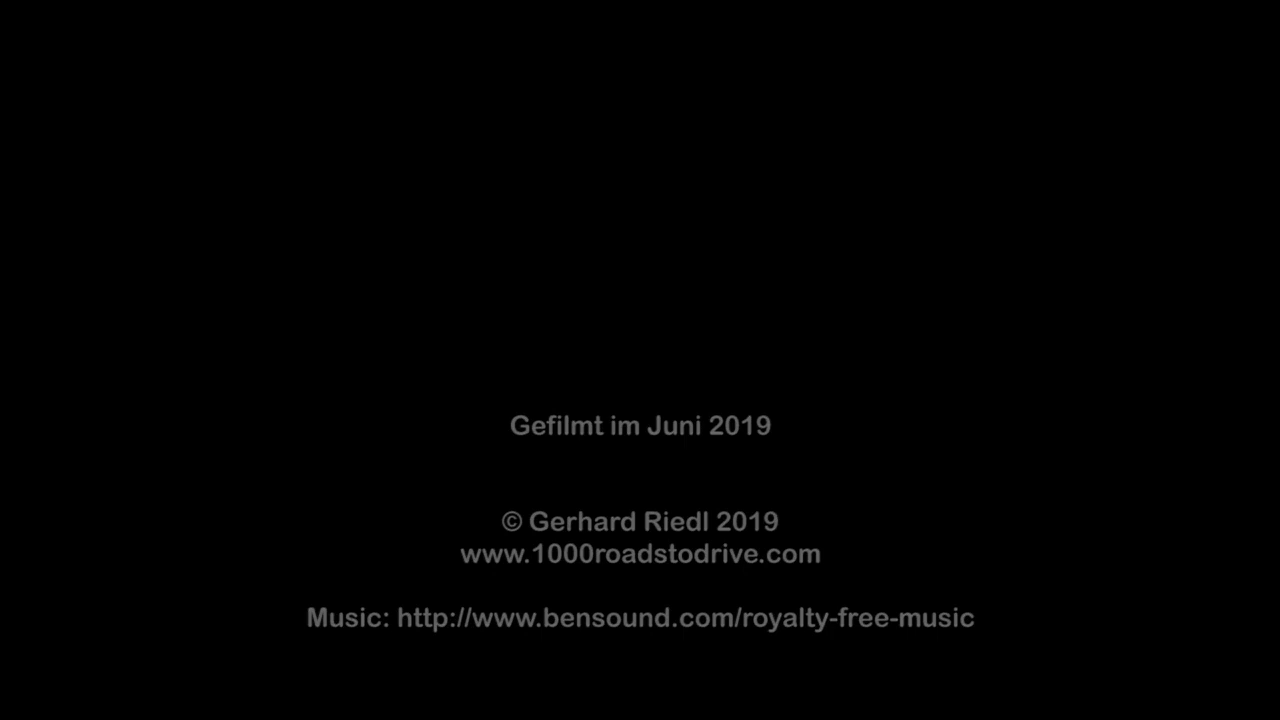 Gefilmt im Juni 2019
© Gerhard Riedl 2019
www.1000roadstodrive.com
Music: http://www.bensound.com/royalty-free-music